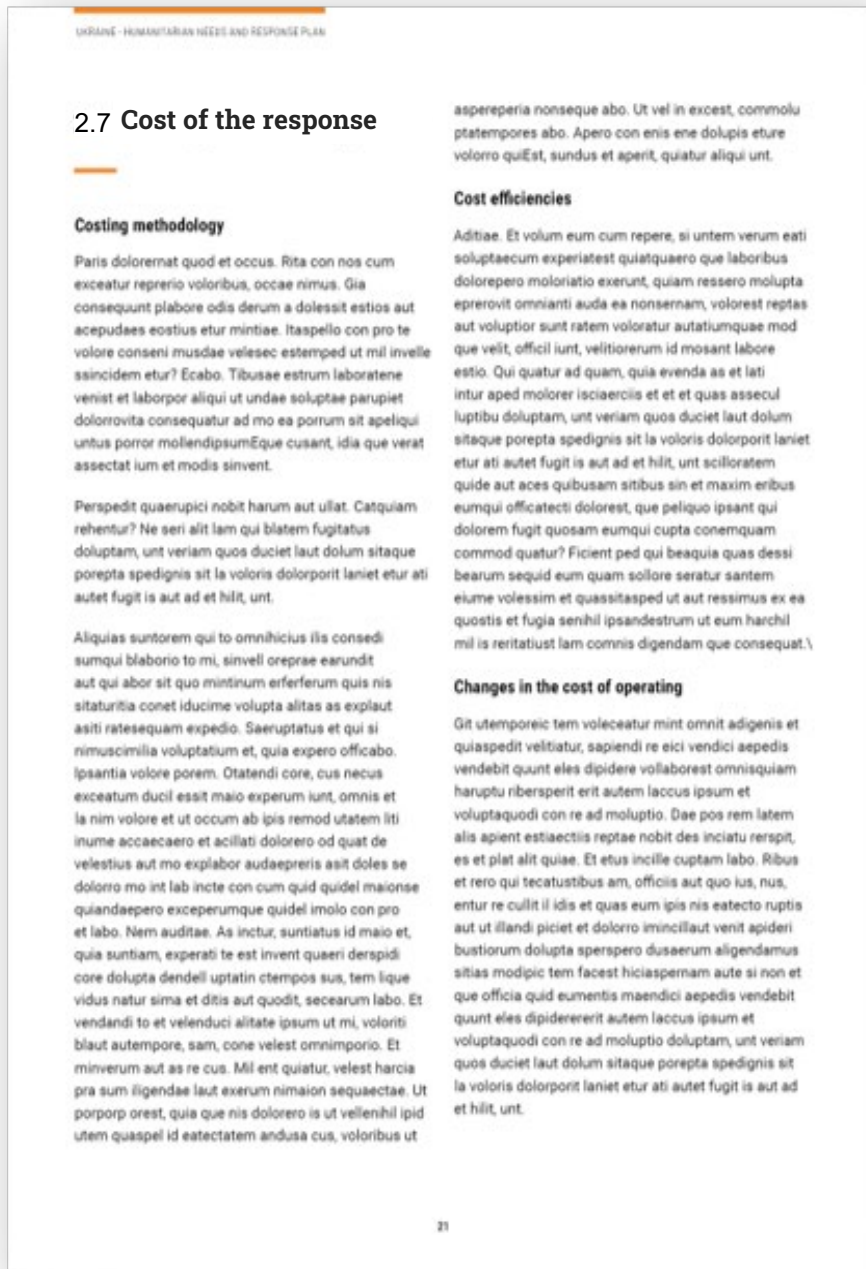 UKRAINE - HUMANITARIAN NEEDS AND RESPONSE PLAN
2.7 Cost of the response
Costing methodology
Paris dolorernat quod et occus. Rita con nos cum
exceatur reprerio voloribus, occae nimus. Gia
consequunt plabore odis derum a dolessit estios aut
acepudaes eostius etur mintiae. Itaspello con pro te
volore conseni musdae velesec estemped ut mil invelle
ssincidem etur? Ecabo. Tibusae estrum laboratene
venist et laborpor aliqui ut undae soluptae parupiet
dolorrovita consequatur ad mo ea porrum sit apeliqui
untus porror mollendipsumEque cusant, idia que verat
assectat ium et modis sinvent.
Perspedit quaerupici nobit harum aut ullat. Catquiam
rehentur? Ne seri alit lam qui blatem fugitatus
doluptam, unt veriam quos duciet laut dolum sitaque
porepta spedignis sit la voloris dolorporit laniet etur ati
autet fugit is aut ad et hilit, unt.
Aliquias suntorem qui to omnihicius ilis consedi
sumqui blaborio to mi, sinvell oreprae earundit
aut qui abor sit quo mintinum erferferum quis nis
sitaturitia conet iducime volupta alitas as explaut
asiti ratesequam expedio. Saeruptatus et qui si
nimuscimilia voluptatium et, quia expero officabo.
Ipsantia volore porem. Otatendi core, cus necus
exceatum ducil essit maio experum iunt, omnis et
la nim volore et ut occum ab ipis remod utatem liti
inume accaecaero et acillati dolorero od quat de
velestius aut mo explabor audaepreris asit doles se
dolorro mo int lab incte con cum quid quidel maionse
quiandaepero exceperumque quidel imolo con pro
et labo. Nem auditae. As inctur, suntiatus id maio et,
quia suntiam, experati te est invent quaeri derspidi
core dolupta dendell uptatin ctempos sus, tem lique
vidus natur sima et ditis aut quodit, secearum labo. Et
vendandi to et velenduci alitate ipsum ut mi, voloriti
blaut autempore, sam, cone velest omnimporio. Et
minverum aut as re cus. Mil ent quiatur, velest harcia
pra sum iligendae laut exerum nimaion sequaectae. Ut
porporp orest, quia que nis dolorero is ut vellenihil ipid
utem quaspel id eatectatem andusa cus, voloribus ut
aspereperia nonseque abo. Ut vel in excest, commolu
ptatempores abo. Apero con enis ene dolupis eture
volorro quiEst, sundus et aperit, quiatur aliqui unt.
Cost efficiencies
Aditiae. Et volum eum cum repere, si untem verum eati
soluptaecum experiatest quiatquaero que laboribus
dolorepero moloriatio exerunt, quiam ressero molupta
eprerovit omnianti auda ea nonsernam, volorest reptas
aut voluptior sunt ratem voloratur autatiumquae mod
que velit, officil iunt, velitiorerum id mosant labore
estio. Qui quatur ad quam, quia evenda as et lati
intur aped molorer isciaerciis et et et quas assecul
luptibu doluptam, unt veriam quos duciet laut dolum
sitaque porepta spedignis sit la voloris dolorporit laniet
etur ati autet fugit is aut ad et hilit, unt scilloratem
quide aut aces quibusam sitibus sin et maxim eribus
eumqui officatecti dolorest, que peliquo ipsant qui
dolorem fugit quosam eumqui cupta conemquam
commod quatur? Ficient ped qui beaquia quas dessi
bearum sequid eum quam sollore seratur santem
eiume volessim et quassitasped ut aut ressimus ex ea
quostis et fugia senihil ipsandestrum ut eum harchil
mil is reritatiust lam comnis digendam que consequat.\
Changes in the cost of operating
Git utemporeic tem voleceatur mint omnit adigenis et
quiaspedit velitiatur, sapiendi re eici vendici aepedis
vendebit quunt eles dipidere vollaborest omnisquiam
haruptu ribersperit erit autem laccus ipsum et
voluptaquodi con re ad moluptio. Dae pos rem latem
alis apient estiaectiis reptae nobit des inciatu rerspit,
es et plat alit quiae. Et etus incille cuptam labo. Ribus
et rero qui tecatustibus am, officiis aut quo ius, nus,
entur re cullit il idis et quas eum ipis nis eatecto ruptis
aut ut illandi piciet et dolorro imincillaut venit apideri
bustiorum dolupta sperspero dusaerum aligendamus
sitias modipic tem facest hiciaspernam aute si non et
que officia quid eumentis maendici aepedis vendebit
quunt eles dipidererit autem laccus ipsum et
voluptaquodi con re ad moluptio doluptam, unt veriam
quos duciet laut dolum sitaque porepta spedignis sit
la voloris dolorporit laniet etur ati autet fugit is aut ad
et hilit, unt.
21